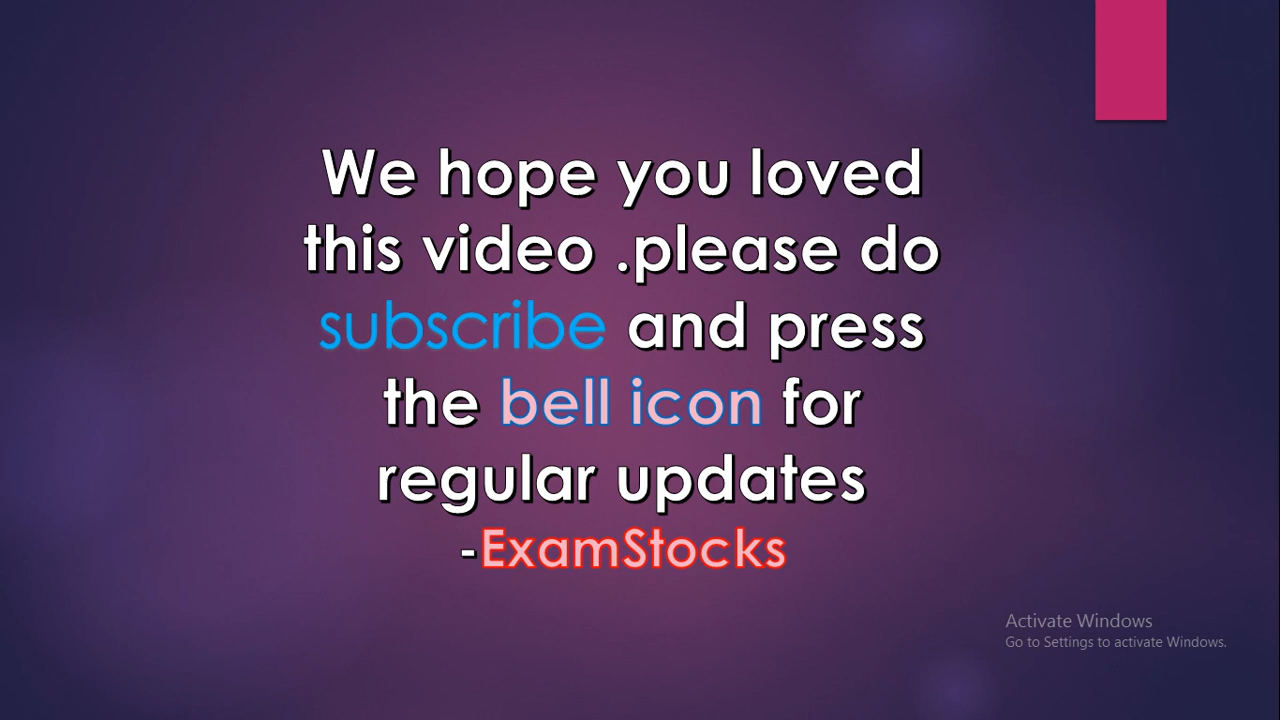 We hope you loved
this video .please do
subscribe and press
the bell icon for
regular updates
-ExamStocks
Activate Windows
Go to Settings to activate Windows.